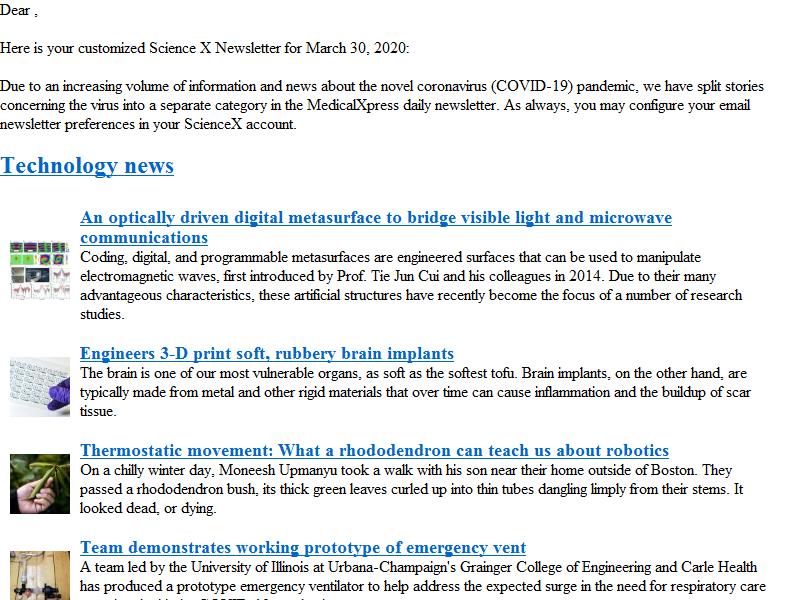 Dear ,
Here is your customized Science X Newsletter for March 30, 2020:
Due to an increasing volume of information and news about the novel coronavirus (COVID-19) pandemic, we have split stories
concerning the virus into a separate category in the MedicalXpress daily newsletter. As always, you may configure your email
newsletter preferences in your ScienceX account.
Technology news
An optically driven digital metasurface to bridge visible light and microwave
communications
Coding, digital, and programmable metasurfaces are engineered surfaces that can be used to manipulate
electromagnetic waves, first introduced by Prof. Tie Jun Cui and his colleagues in 2014. Due to their many
advantageous characteristics, these artificial structures have recently become the focus of a number of research
studies.
Engineers 3-D print soft, rubbery brain implants
The brain is one of our most vulnerable organs, as soft as the softest tofu. Brain implants, on the other hand, are
typically made from metal and other rigid materials that over time can cause inflammation and the buildup of scar
tissue.
Thermostatic movement: What a rhododendron can teach us about robotics
On a chilly winter day, Moneesh Upmanyu took a walk with his son near their home outside of Boston. They
passed a rhododendron bush, its thick green leaves curled up into thin tubes dangling limply from their stems. It
looked dead, or dying.
Team demonstrates working prototype of emergency vent
A team led by the University of Illinois at Urbana-Champaign's Grainger College of Engineering and Carle Health
has produced a prototype emergency ventilator to help address the expected surge in the need for respiratory care